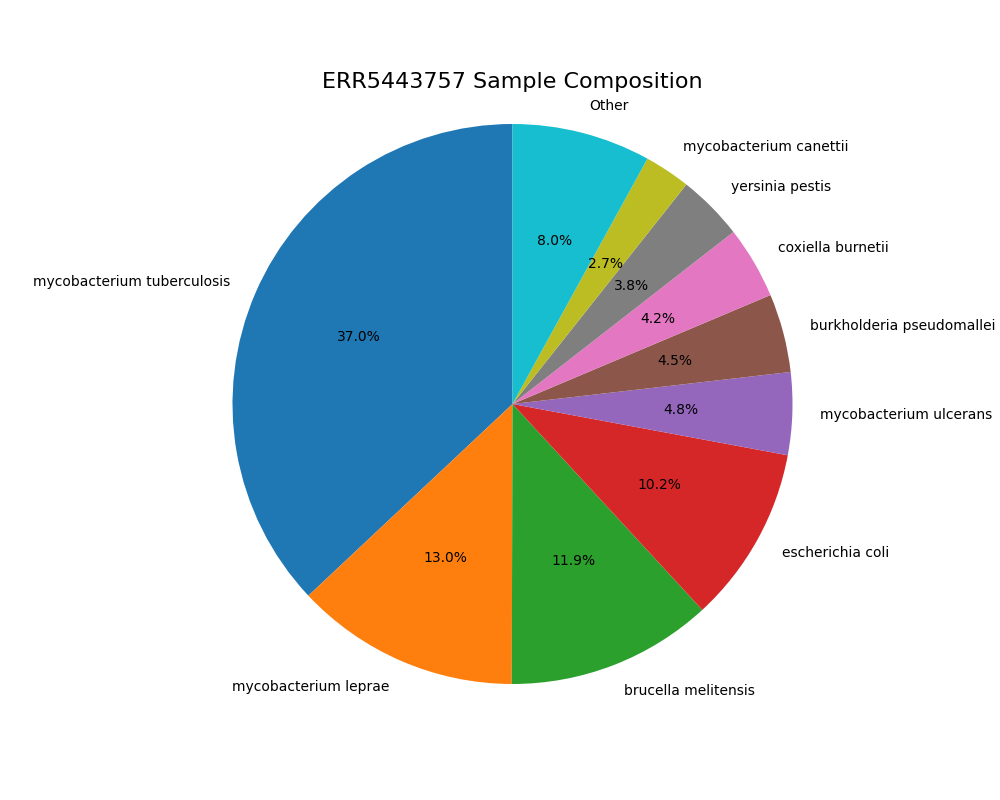 ERR5443757 Sample Composition
Other
mycobacterium canettii
yersinia pestis
coxiella burnetii
burkholderia pseudomallei
mycobacterium ulcerans
escherichia coli
brucella melitensis
mycobacterium leprae
mycobacterium tuberculosis
8.0%
2.7%
3.8%
4.2%
4.5%
4.8%
10.2%
11.9%
13.0%
37.0%